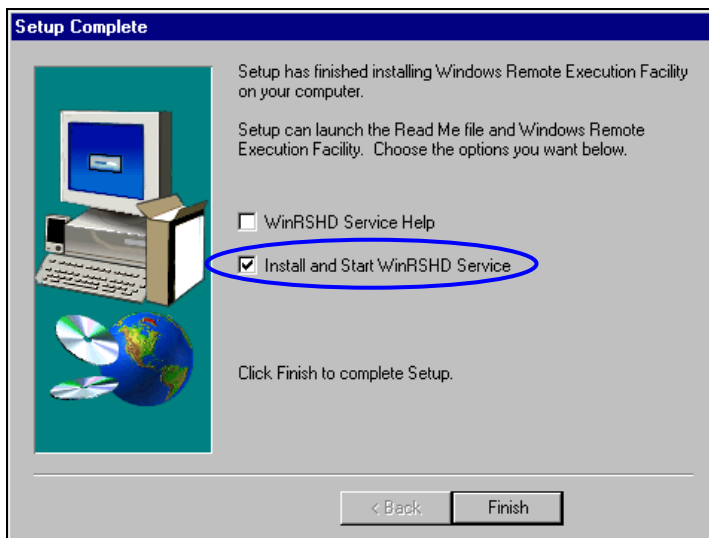 Setup Complete
Setup has finished installing Windows Remote Execution Facility
on your computer.
Setup can launch the Read Me file and Windows Remote
Execution Facility.  Choose the options you want below.
WinRSHD Service Help
Install and Start WinRSHD Service
Click Finish to complete Setup.
< Back
Finish